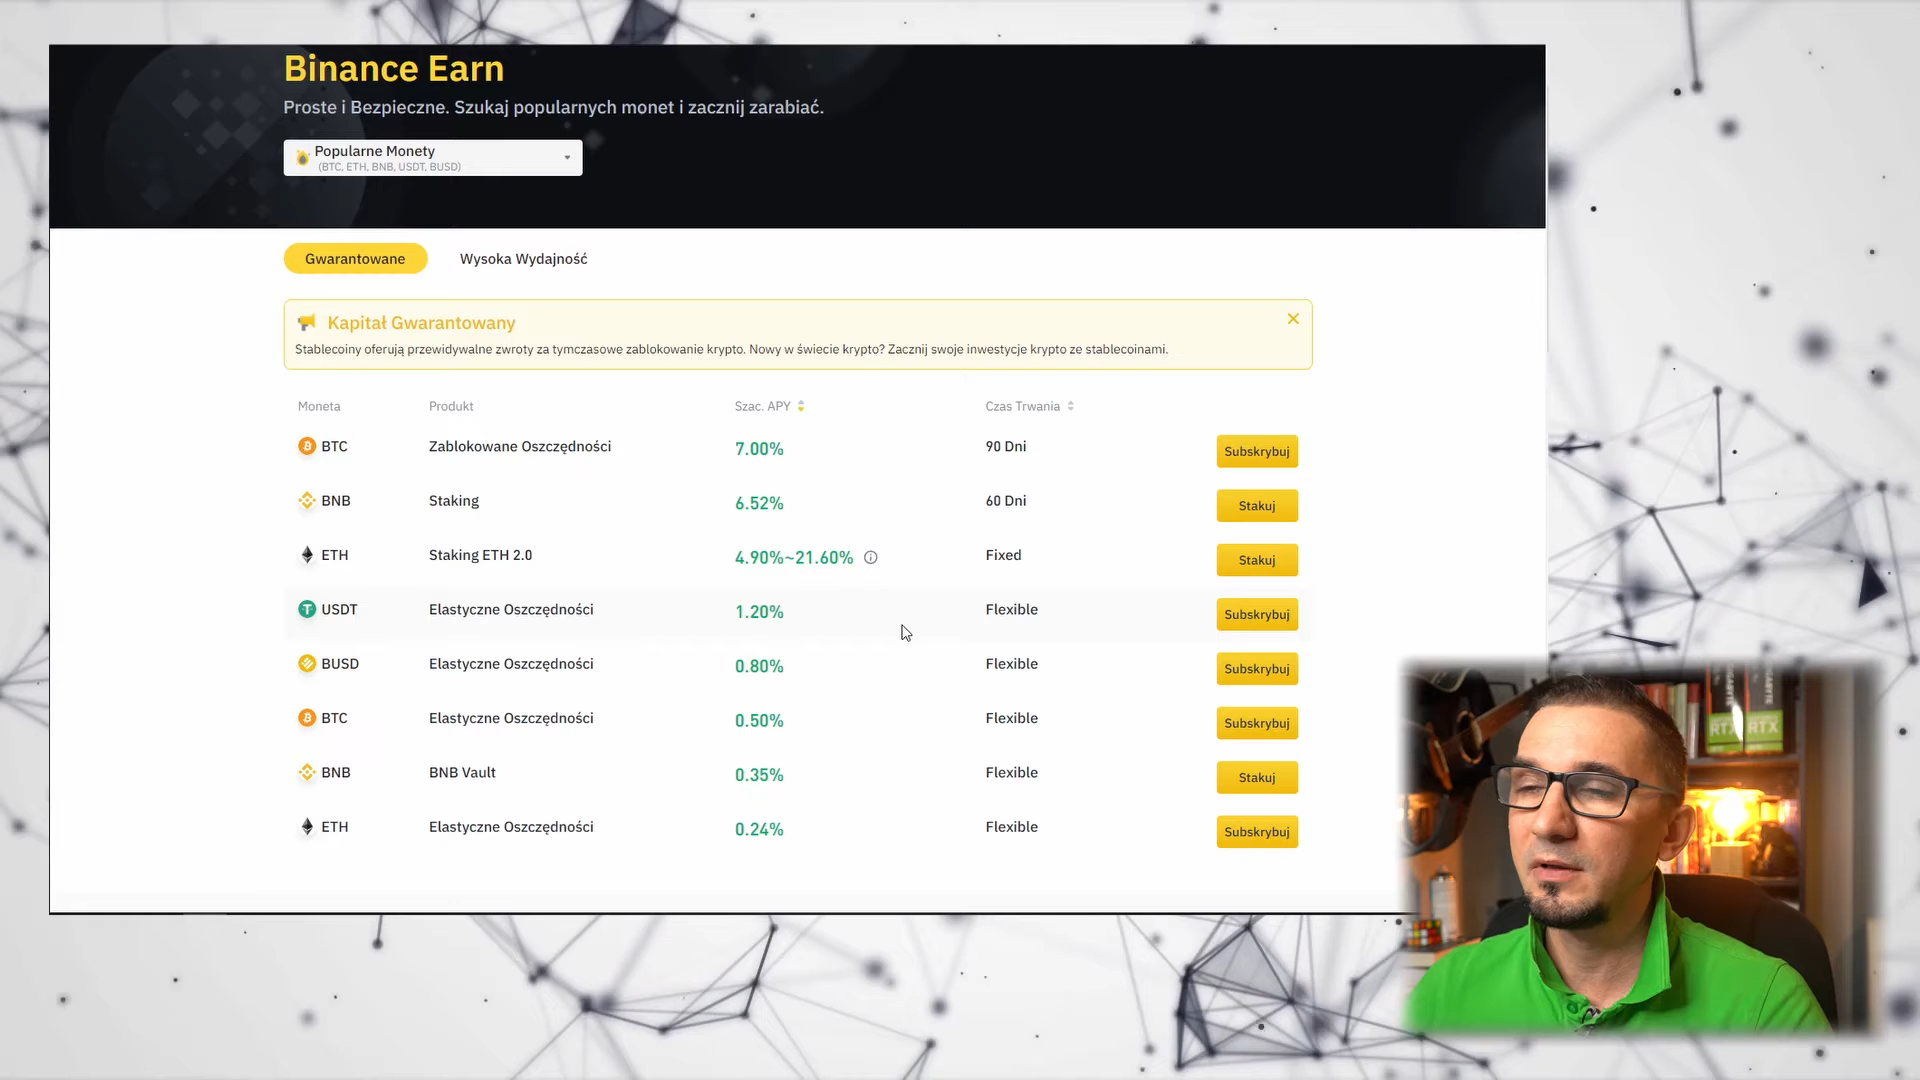 Binance Earn
Proste i Bezpieczne. Szukaj popularnych monet i zacznij zarabiać.
Popularne Monety
(BTC, ETH, BNB, USDT, BUSD)
Gwarantowane Wysoka Wydajność
Kapitał Gwarantowany
Stablecoiny oferują przewidywalne zwroty za tymczasowe zablokowanie krypto. Nowy w świecie krypto? Zacznij swoje inwestycje krypto ze stablecoinami.
Moneta Produkt Szac. APY Czas Trwania
BTC Zablokowane Oszczędności 7.00% 90 Dni Subskrybuj
BNB Staking 6.52% 60 Dni Stakuj
ETH Staking ETH 2.0 4.90%~21.60% Fixed Stakuj
USDT Elastyczne Oszczędności 1.20% Flexible Subskrybuj
BUSD Elastyczne Oszczędności 0.80% Flexible Subskrybuj
BTC Elastyczne Oszczędności 0.50% Flexible Subskrybuj
BNB BNB Vault 0.35% Flexible Stakuj
ETH Elastyczne Oszczędności 0.24% Flexible Subskrybuj
RTX RTX